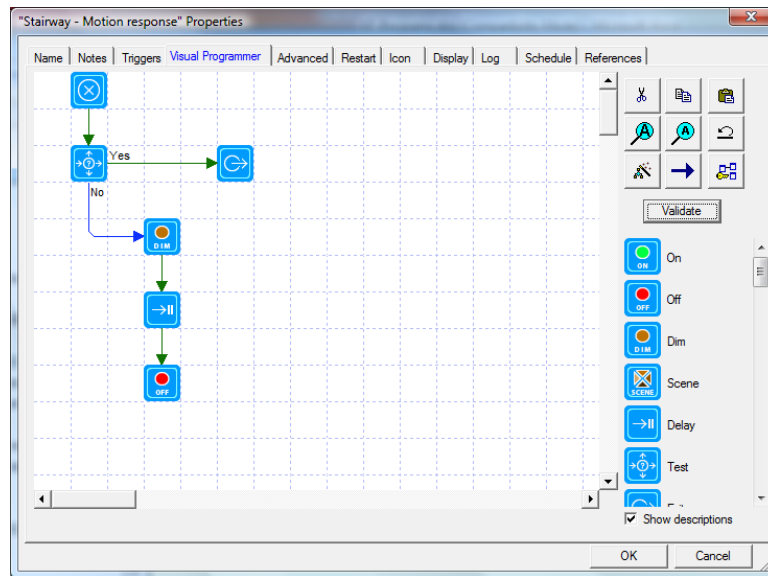 "Stairway - Motion response" Properties
Name Notes Triggers Visual Programmer Advanced Restart Icon Display Log Schedule References
Yes
No
DIM
OFF
A A
Validate
ON On
OFF Off
DIM Dim
SCENE Scene
Delay
? Test
Show descriptions
OK Cancel